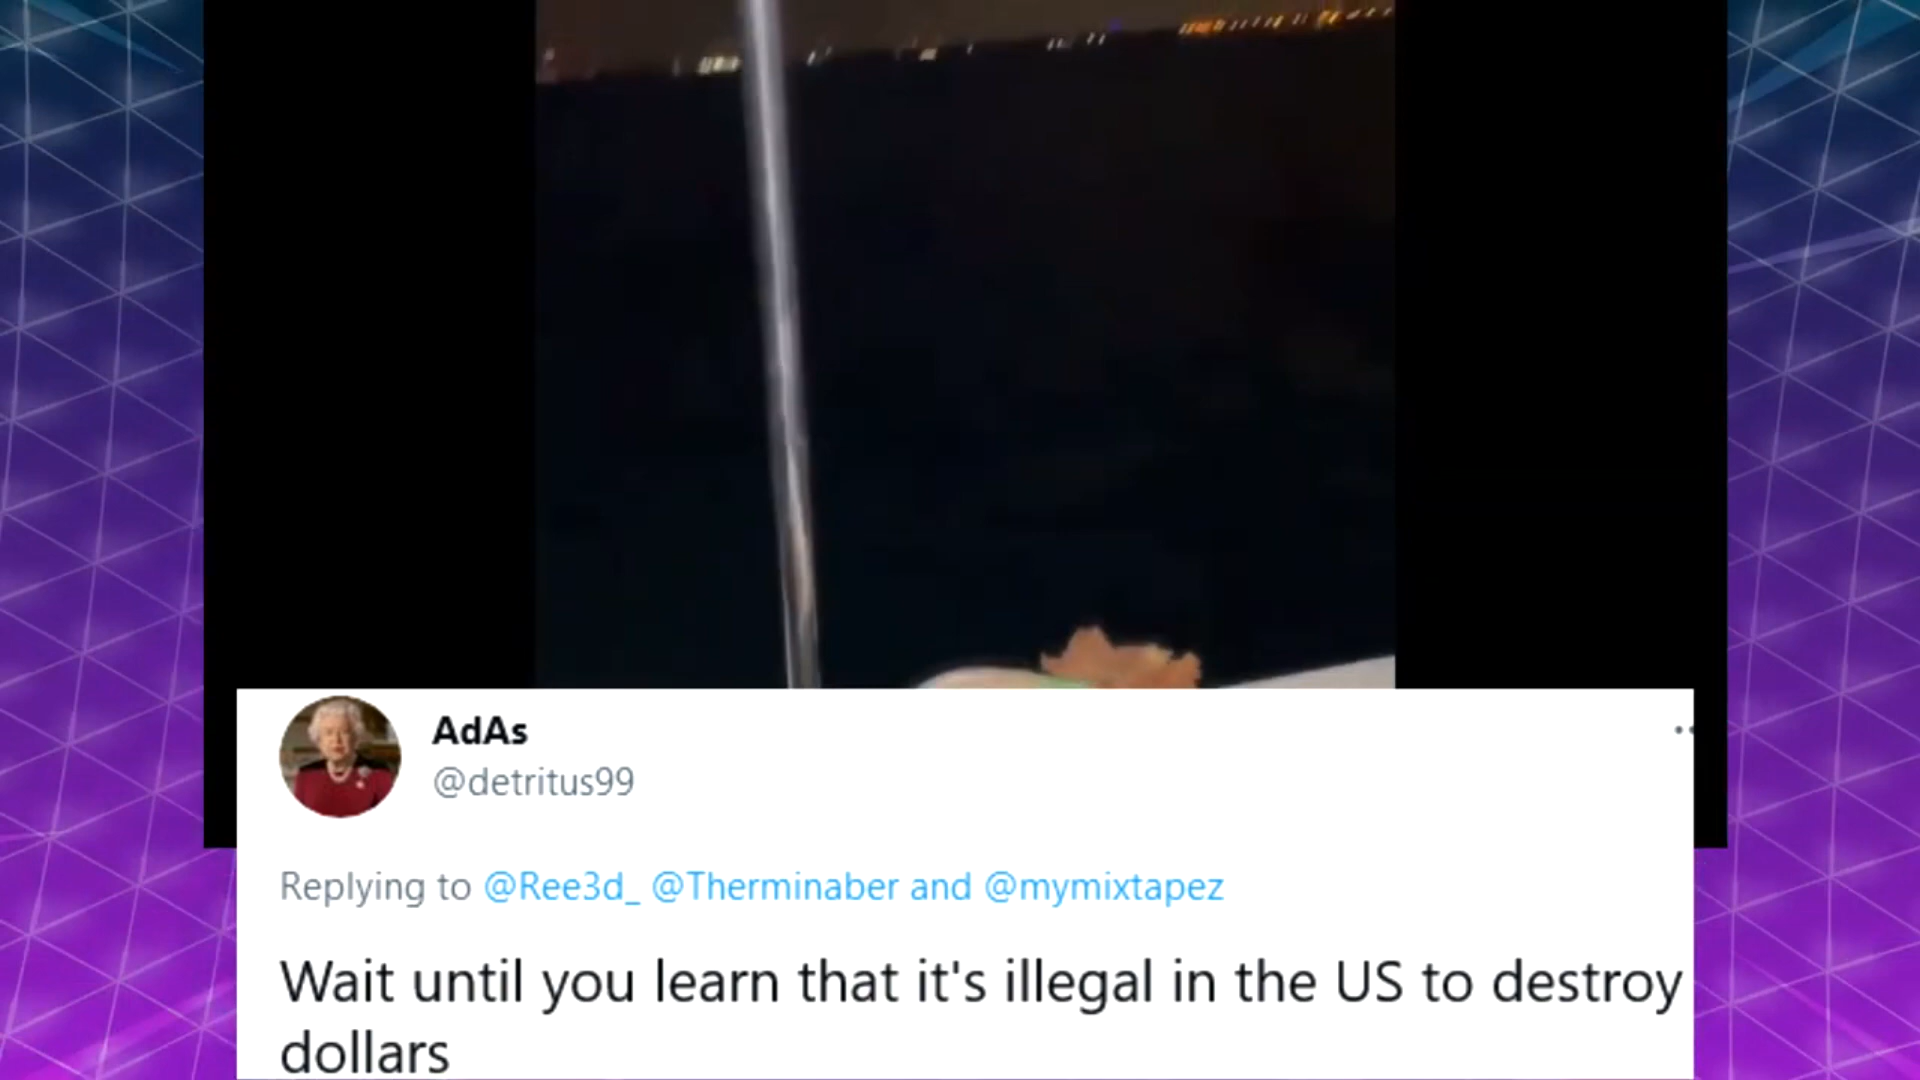 AdAs
@detritus99
Replying to @Ree3d_ @Therminaber and @mymixtapez
Wait until you learn that it's illegal in the US to destroy
dollars